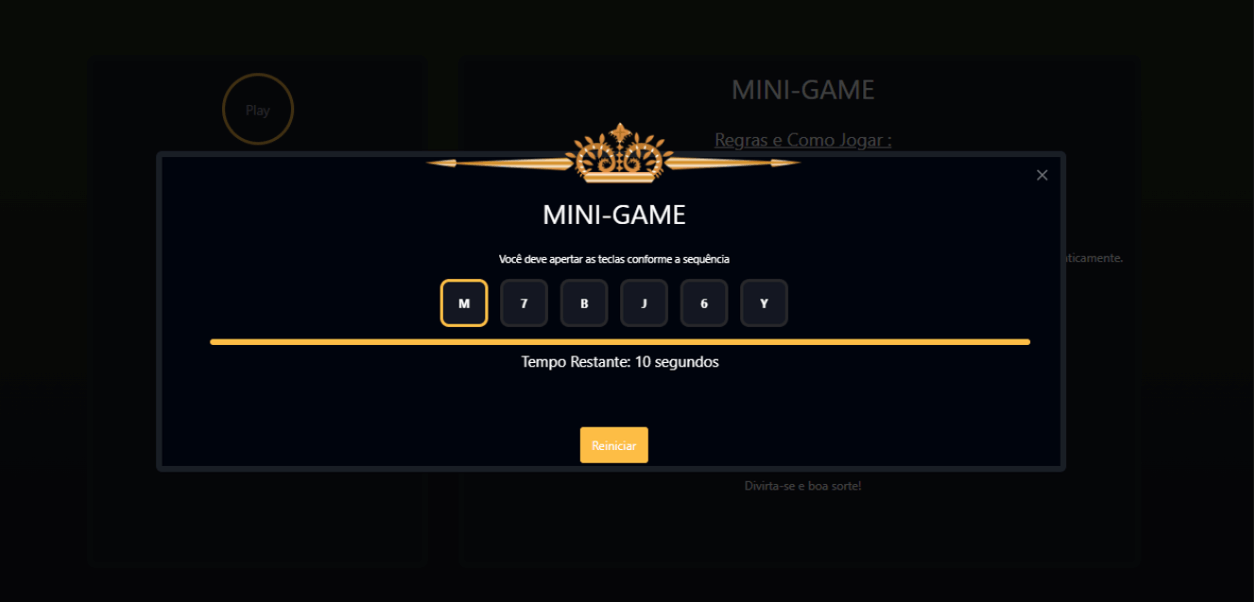 Play
MINI-GAME
Regras e Como Jogar :
MINI-GAME
Você deve apertar as teclas conforme a sequência
M 7 B J 6 Y
Tempo Restante: 10 segundos
Reiniciar
Divirta-se e boa sorte!